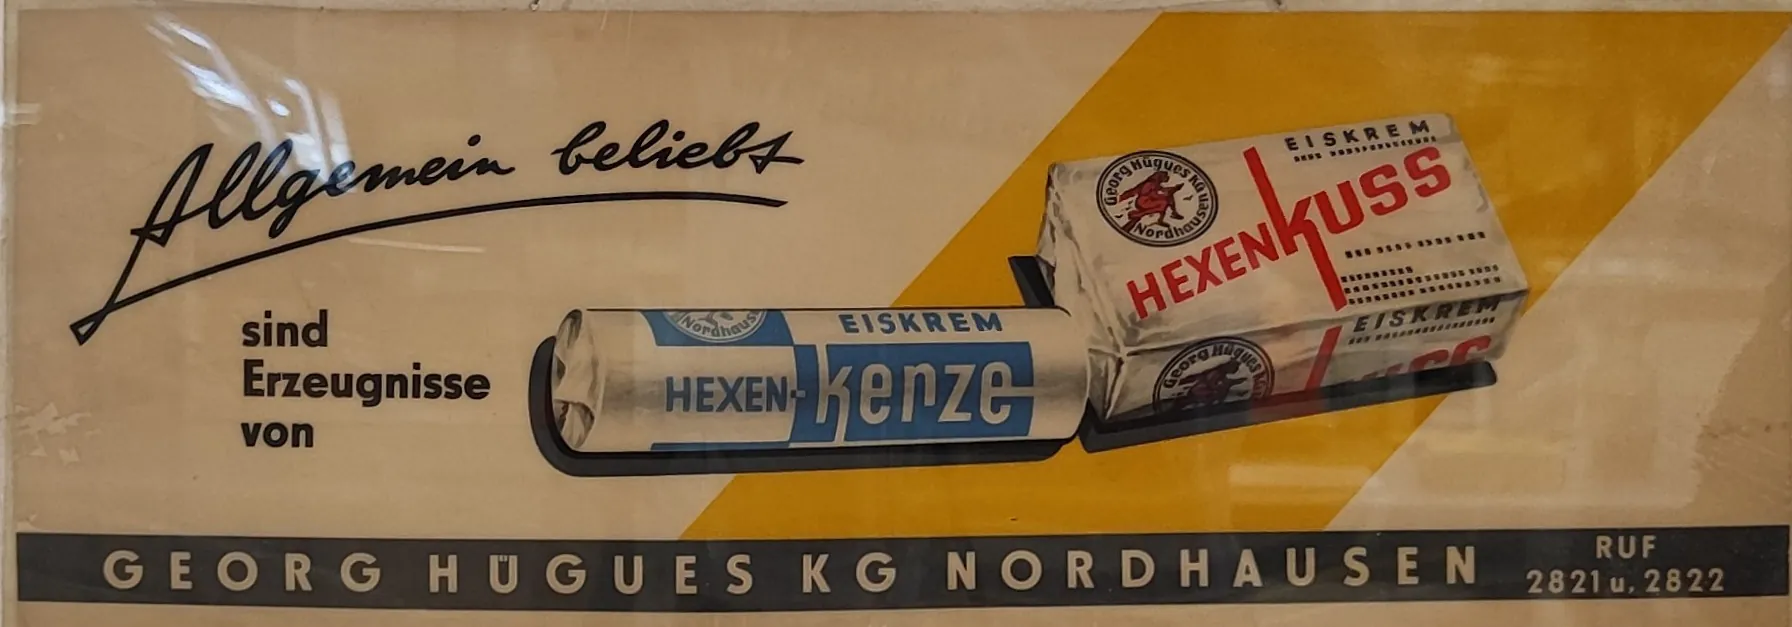 Allgemein beliebt
sind
Erzeugnisse
von
EISKREM
HEXENKUSS
Georg Hügues KG
Nordhausen
EISKREM
KUSS
Georg Hügues
Nordhausen
EISKREM
HEXEN-kerze
GEORG HÜGUES KG NORDHAUSEN
RUF
2821 u. 2822